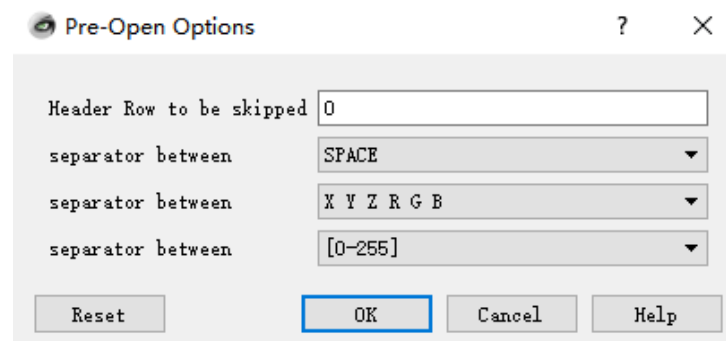 Pre-Open Options ? ×
Header Row to be skipped 0
separator between SPACE
separator between X Y Z R G B
separator between [0-255]
Reset OK Cancel Help